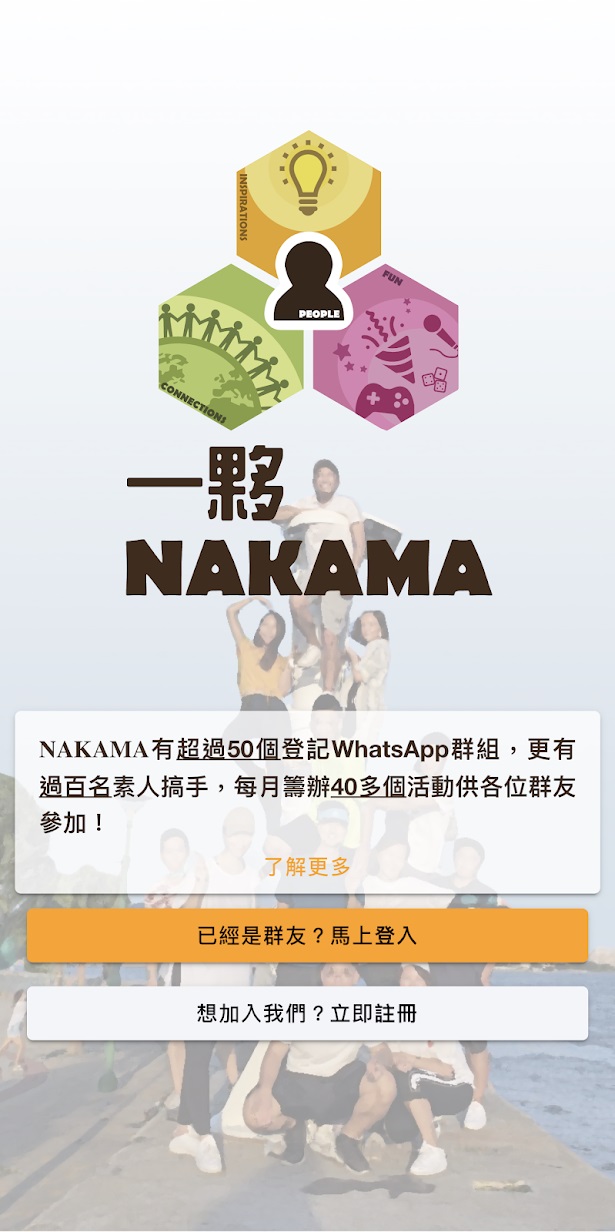 INSPIRATIONS
PEOPLE
FUN
CONNECTIONS
一夥
NAKAMA
NAKAMA有超過50個登記WhatsApp群組，更有
過百名素人搞手，每月籌辦40多個活動供各位群友
參加！
了解更多
已經是群友？馬上登入
想加入我們？立即註冊